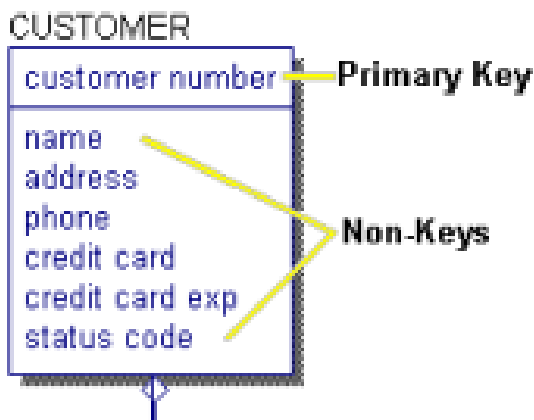 CUSTOMER
customer number
Primary Key
name
address
phone
credit card
credit card exp
status code
Non-Keys